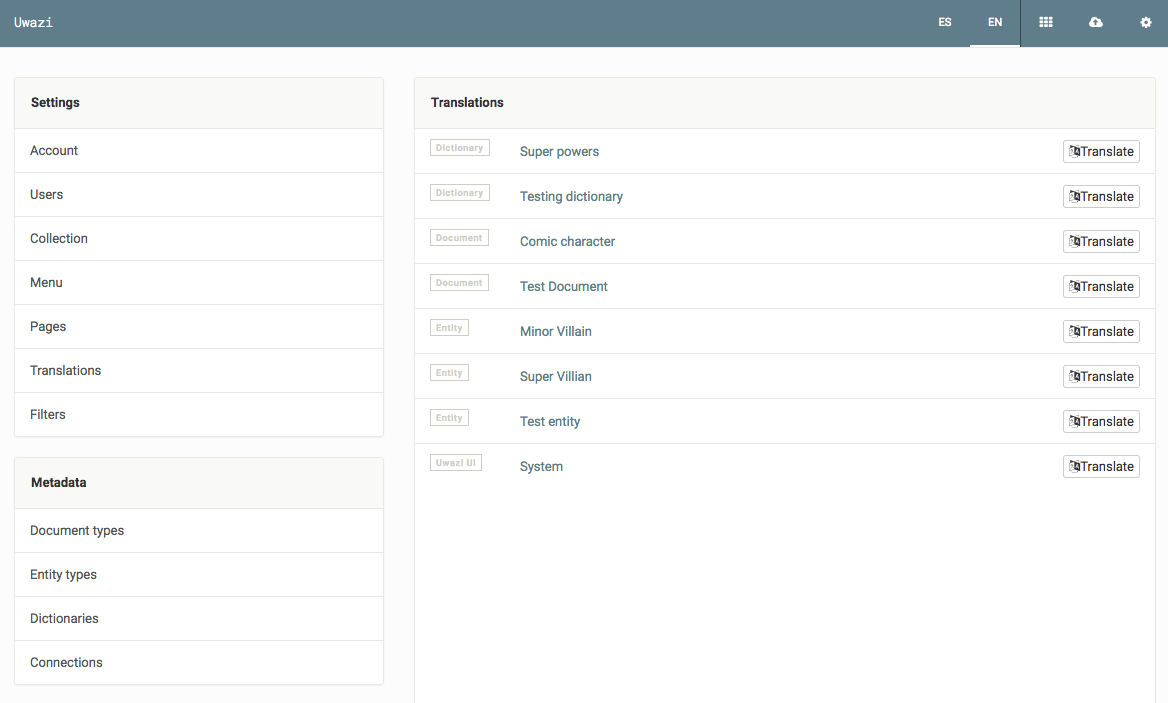 Uwazi
ES EN
Settings
Account
Users
Collection
Menu
Pages
Translations
Filters
Metadata
Document types
Entity types
Dictionaries
Connections
Translations
Dictionary Super powers Translate
Dictionary Testing dictionary Translate
Document Comic character Translate
Document Test Document Translate
Entity Minor Villain Translate
Entity Super Villian Translate
Entity Test entity Translate
Uwazi UI System Translate